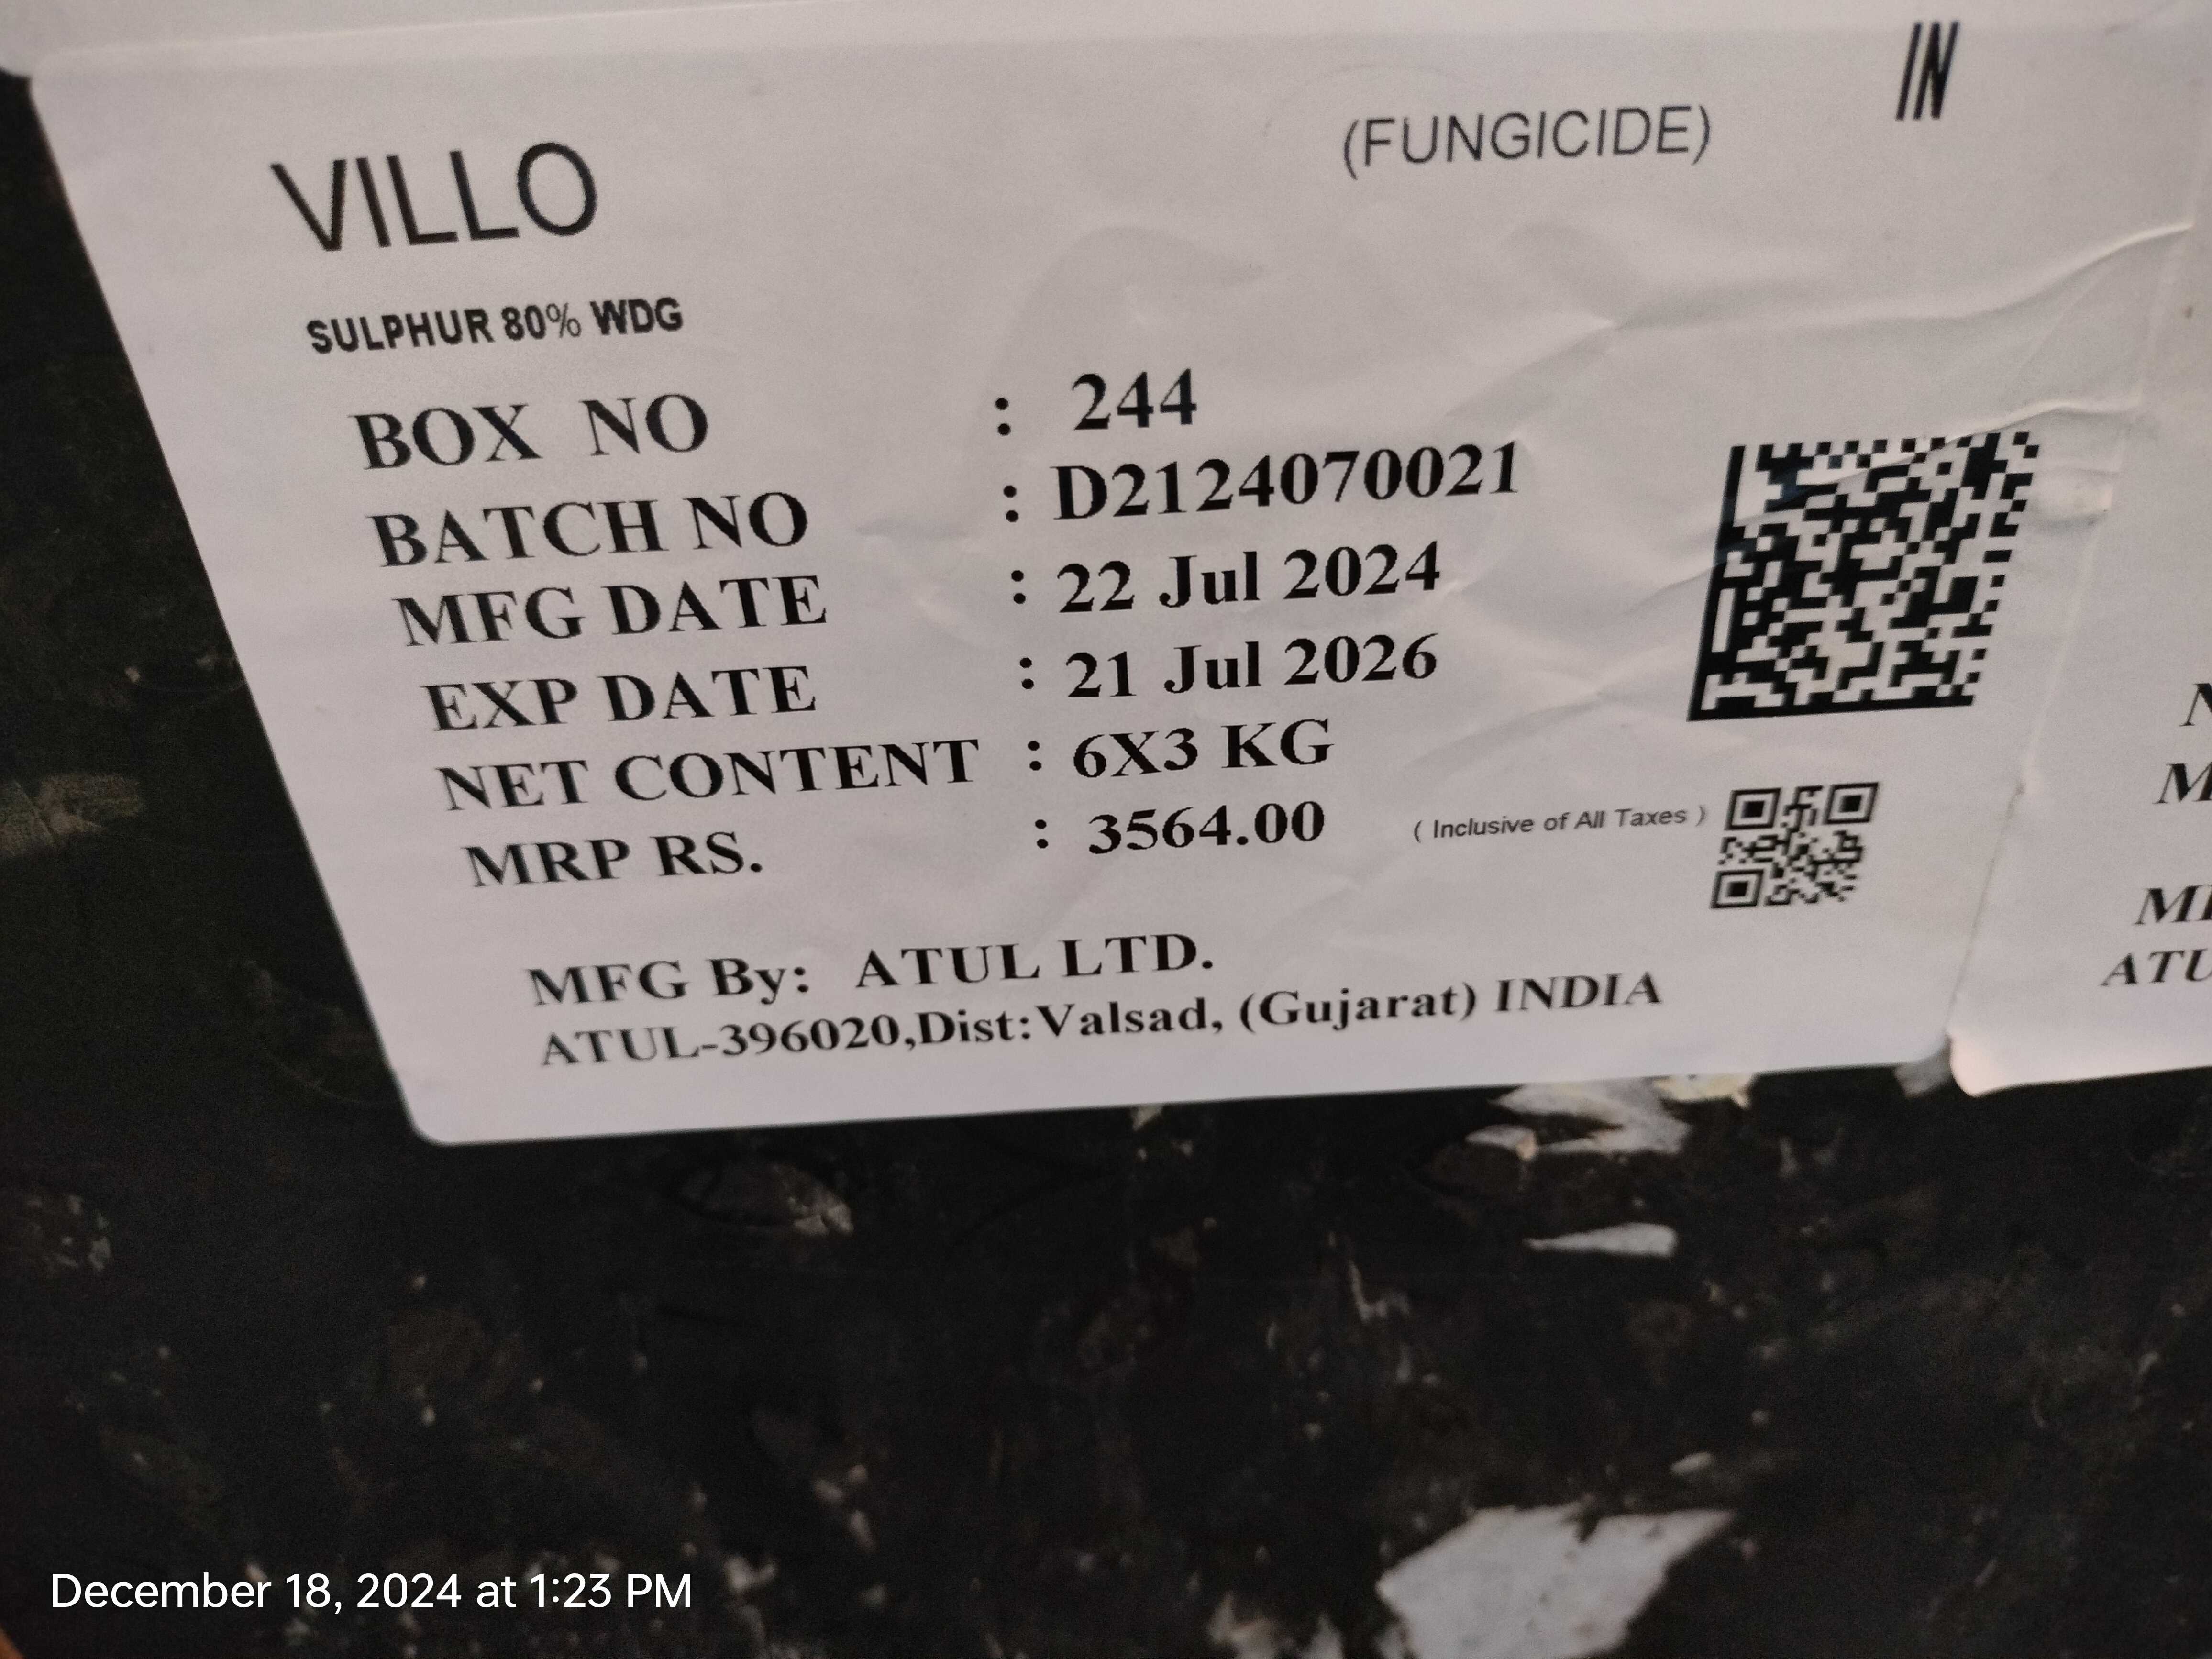 IN
VILLO (FUNGICIDE)
SULPHUR 80% WDG
BOX NO : 244
BATCH NO : D2124070021
MFG DATE : 22 Jul 2024
EXP DATE : 21 Jul 2026
NET CONTENT : 6X3 KG
MRP RS. : 3564.00 ( Inclusive of All Taxes )
MFG By: ATUL LTD.
ATUL-396020,Dist:Valsad, (Gujarat) INDIA
December 18, 2024 at 1:23 PM